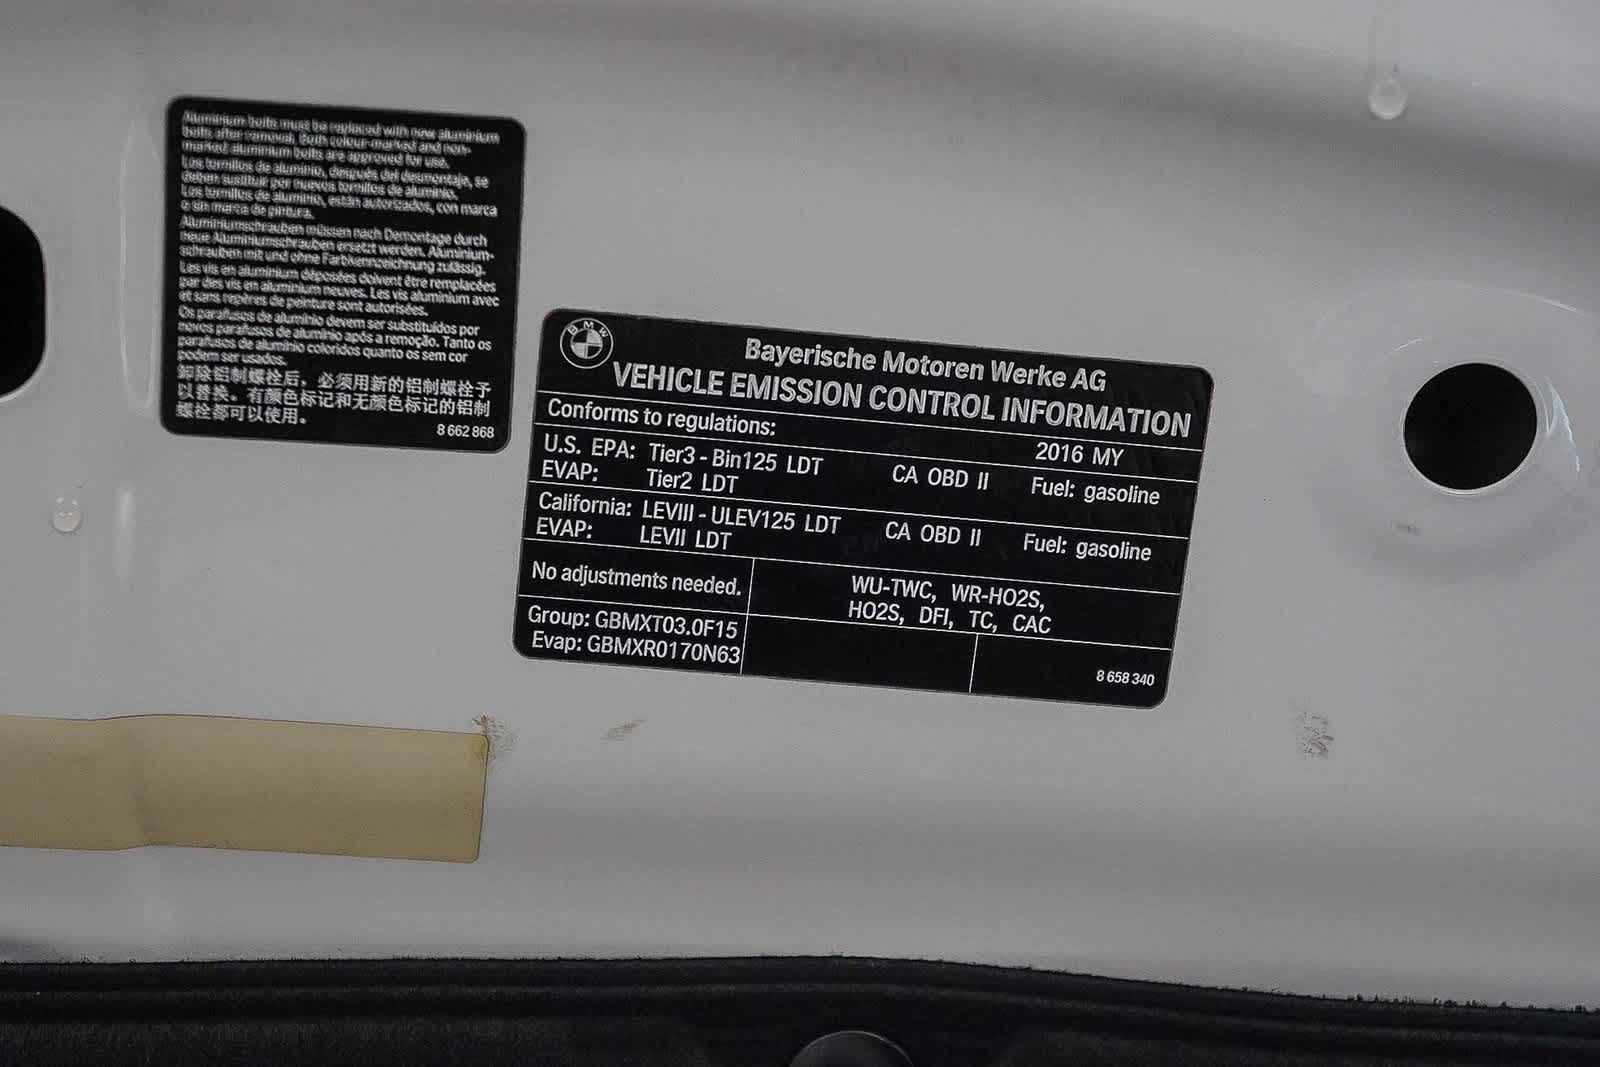 Aluminium bolts must be replaced with new aluminium
bolts after removal. Both colour-marked and non-
marked aluminium bolts are approved for use.
Los tornillos de aluminio, después del desmontaje, se
deben sustituir por nuevos tornillos de aluminio.
Los tornillos de aluminio, están autorizados, con marca
o sin marca de pintura.
Aluminiumschrauben müssen nach Demontage durch
neue Aluminiumschrauben ersetzt werden. Aluminium-
schrauben mit und ohne Farbkennzeichnung zulässig.
Les vis en aluminium déposées doivent être remplacées
par des vis en aluminium neuves. Les vis aluminium avec
et sans repères de peinture sont autorisées.
Os parafusos de alumínio devem ser substituídos por
novos parafusos de alumínio após a remoção. Tanto os
parafusos de alumínio coloridos quanto os sem cor
podem ser usados.
卸除铝制螺栓后，必须用新的铝制螺栓予
以替换。有颜色标记和无颜色标记的铝制
螺栓都可以使用。
8 662 868
BMW
Bayerische Motoren Werke AG
VEHICLE EMISSION CONTROL INFORMATION
Conforms to regulations: 2016 MY
U.S. EPA: Tier3 - Bin125 LDT CA OBD II Fuel: gasoline
EVAP: Tier2 LDT
California: LEVIII - ULEV125 LDT CA OBD II Fuel: gasoline
EVAP: LEVII LDT
No adjustments needed.
WU-TWC, WR-HO2S,
HO2S, DFI, TC, CAC
Group: GBMXT03.0F15
Evap: GBMXR0170N63
8 658 340